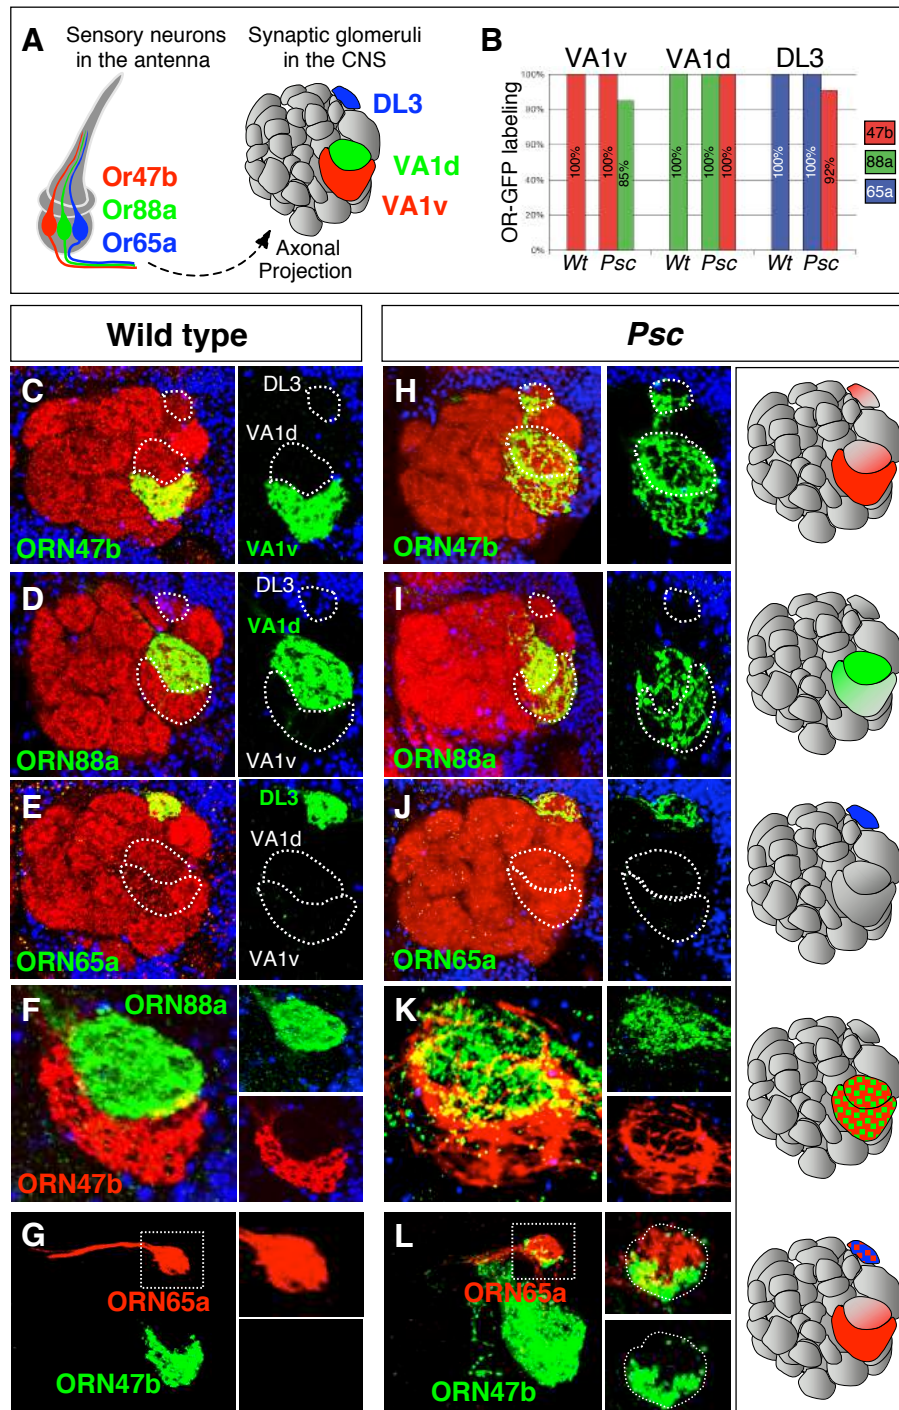 A
Sensory neurons
in the antenna
Synaptic glomeruli
in the CNS
DL3
VA1d
VA1v
Or47b
Or88a
Or65a
Axonal
Projection
B
VA1v VA1d DL3
OR-GFP labeling
100%
80%
60%
40%
20%
0%
100%
100%
85%
100%
100%
100%
100%
100%
92%
Wt Psc Wt Psc Wt Psc
47b
88a
65a
Wild type
Psc
C
ORN47b
DL3
VA1d
VA1v
H
ORN47b
D
ORN88a
DL3
VA1d
VA1v
I
ORN88a
E
ORN65a
DL3
VA1d
VA1v
J
ORN65a
F
ORN88a
ORN47b
K
G
ORN65a
ORN47b
L
ORN65a
ORN47b